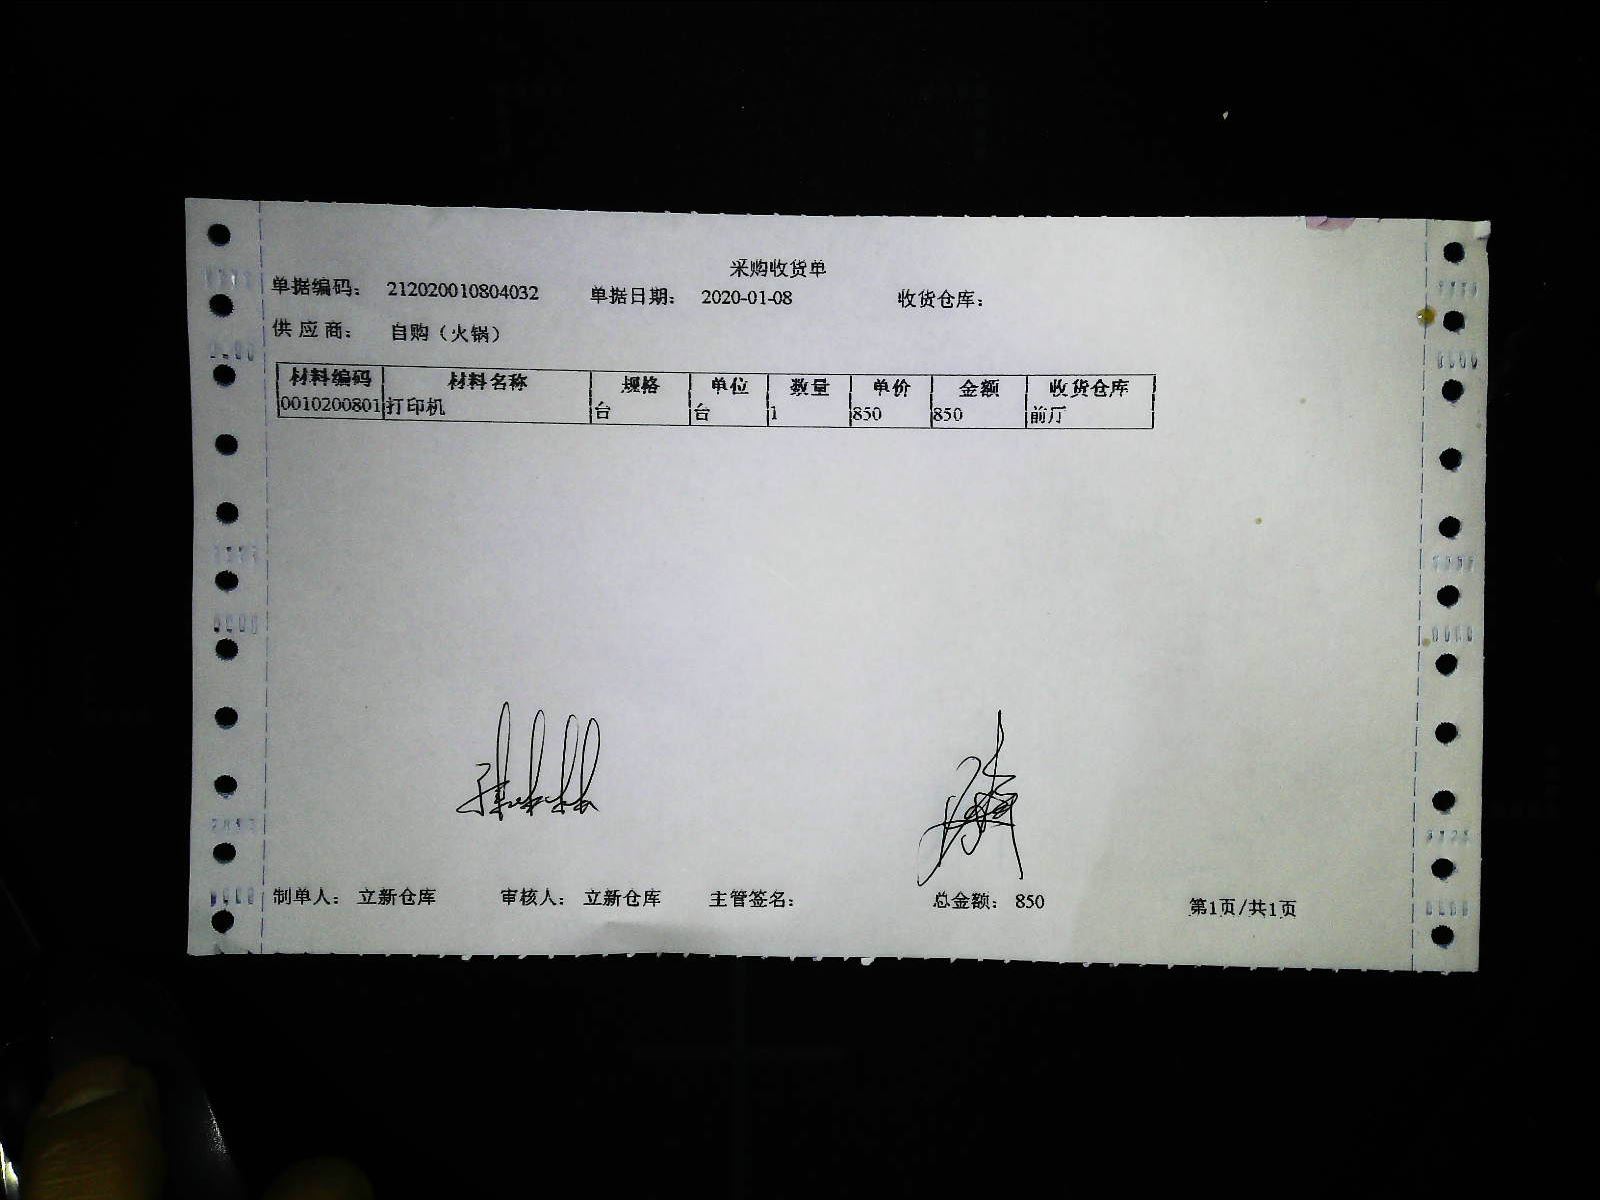 采购收货单
单据编码： 212020010804032 单据日期： 2020-01-08 收货仓库：
供应商： 自购（火锅）
材料编码 材料名称 规格 单位 数量 单价 金额 收货仓库
0010200801 打印机 台 台 1 850 850 前厅
制单人： 立新仓库 审核人： 立新仓库 主管签名： 总金额： 850 第1页/共1页